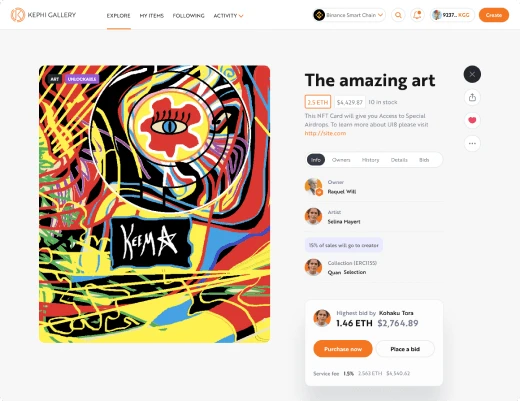 KEPHI GALLERY
EXPLORE
MY ITEMS
FOLLOWING
ACTIVITY
Binance Smart Chain
9237... KGG
Create
ART
UNLOCKABLE
KEEMA
The amazing art
2.5 ETH
$4,429.87
10 in stock
This NFT Card will give you Access to Special
Airdrops. To learn more about UI8 please visit
http://site.com
Info
Owners
History
Details
Bids
Owner
Raquel Will
Artist
Selina Mayert
15% of sales will go to creator
Collection (ERC1155)
Quan Selection
Highest bid by Kohaku Tora
1.46 ETH $2,764.89
Purchase now
Place a bid
Service fee 1.5% 2.563 ETH $4,540.62